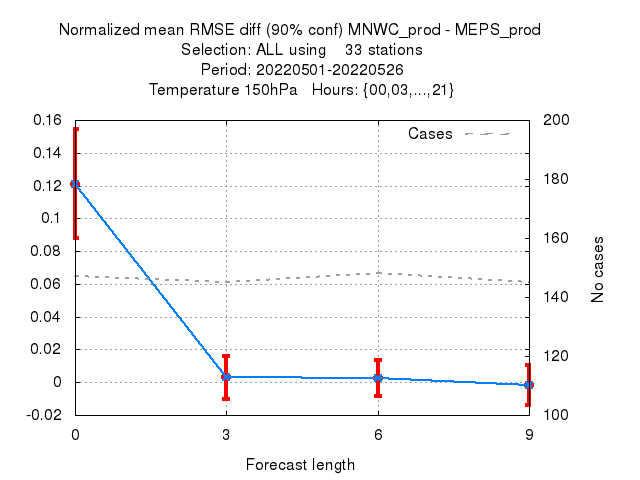 Normalized mean RMSE diff (90% conf) MNWC_prod - MEPS_prod
Selection: ALL using 33 stations
Period: 20220501-20220526
Temperature 150hPa Hours: {00,03,...,21}
Cases
0.16
0.14
0.12
0.1
0.08
0.06
0.04
0.02
0
-0.02
200
180
160
140
120
100
No cases
0 3 6 9
Forecast length